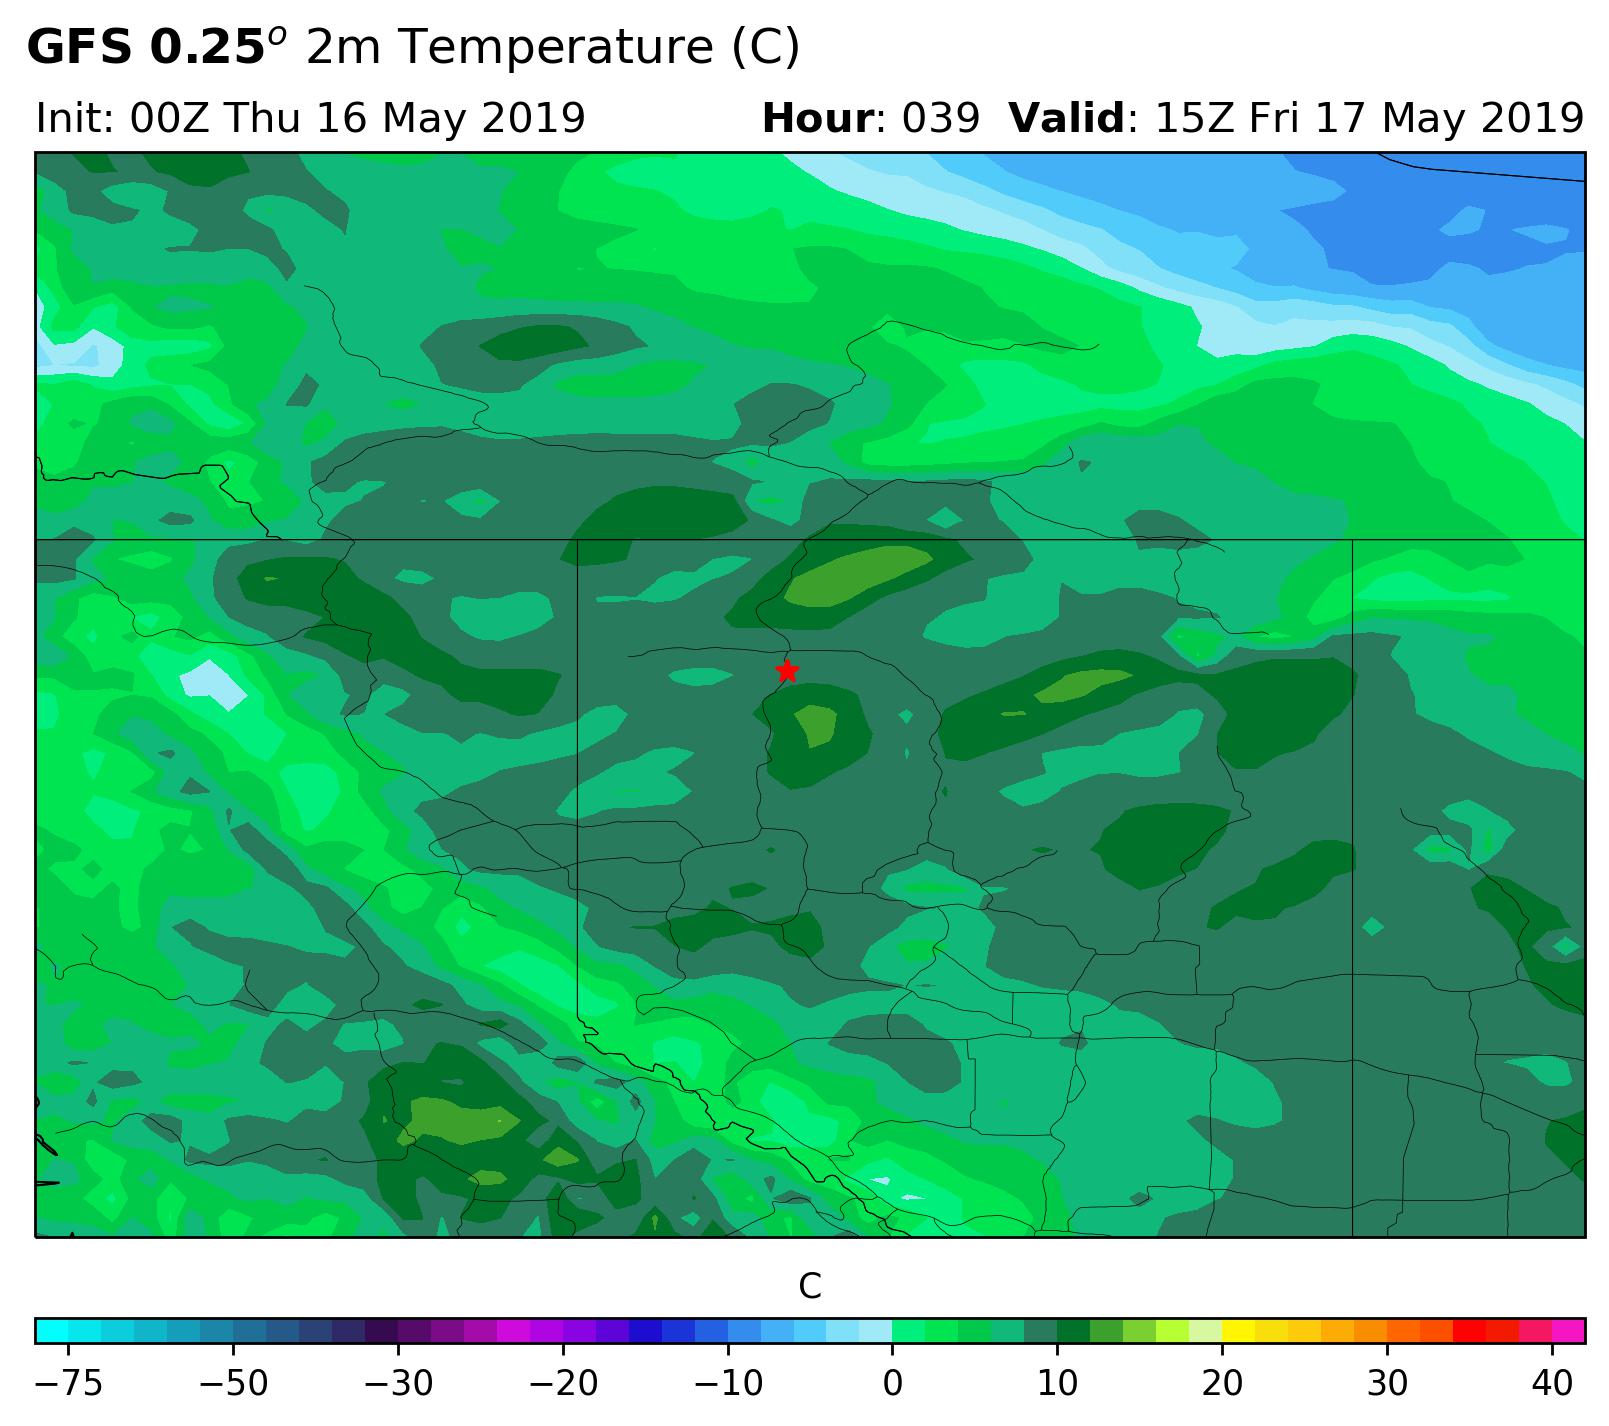 GFS 0.25° 2m Temperature (C)
Init: 00Z Thu 16 May 2019 Hour: 039 Valid: 15Z Fri 17 May 2019
C
−75 −50 −30 −20 −10 0 10 20 30 40